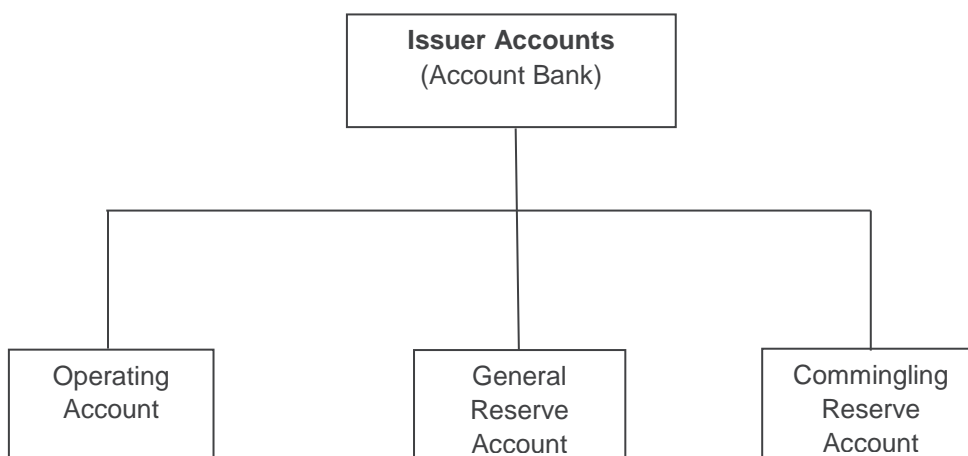 Issuer Accounts
(Account Bank)
Operating
Account
General
Reserve
Account
Commingling
Reserve
Account